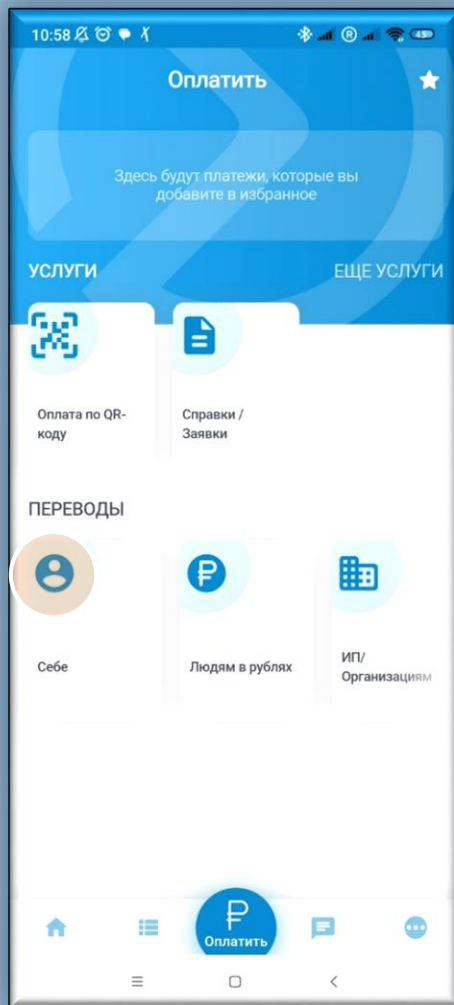 10:58
45
Оплатить
Здесь будут платежи, которые вы
добавите в избранное
УСЛУГИ
ЕЩЕ УСЛУГИ
Оплата по QR-
коду
Справки /
Заявки
ПЕРЕВОДЫ
Себе
Людям в рублях
ИП/
Организациям
Оплатить